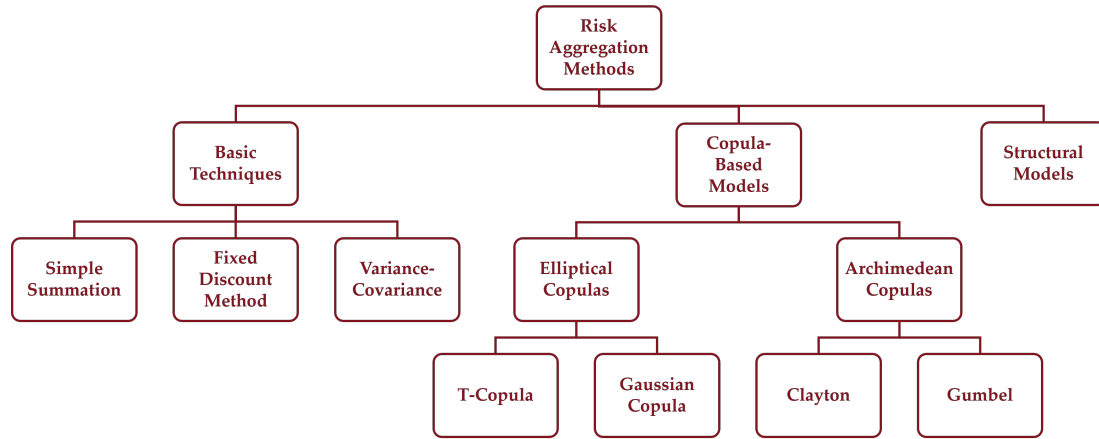 Risk
Aggregation
Methods
Basic
Techniques
Copula-
Based
Models
Structural
Models
Simple
Summation
Fixed
Discount
Method
Variance-
Covariance
Elliptical
Copulas
Archimedean
Copulas
T-Copula
Gaussian
Copula
Clayton
Gumbel